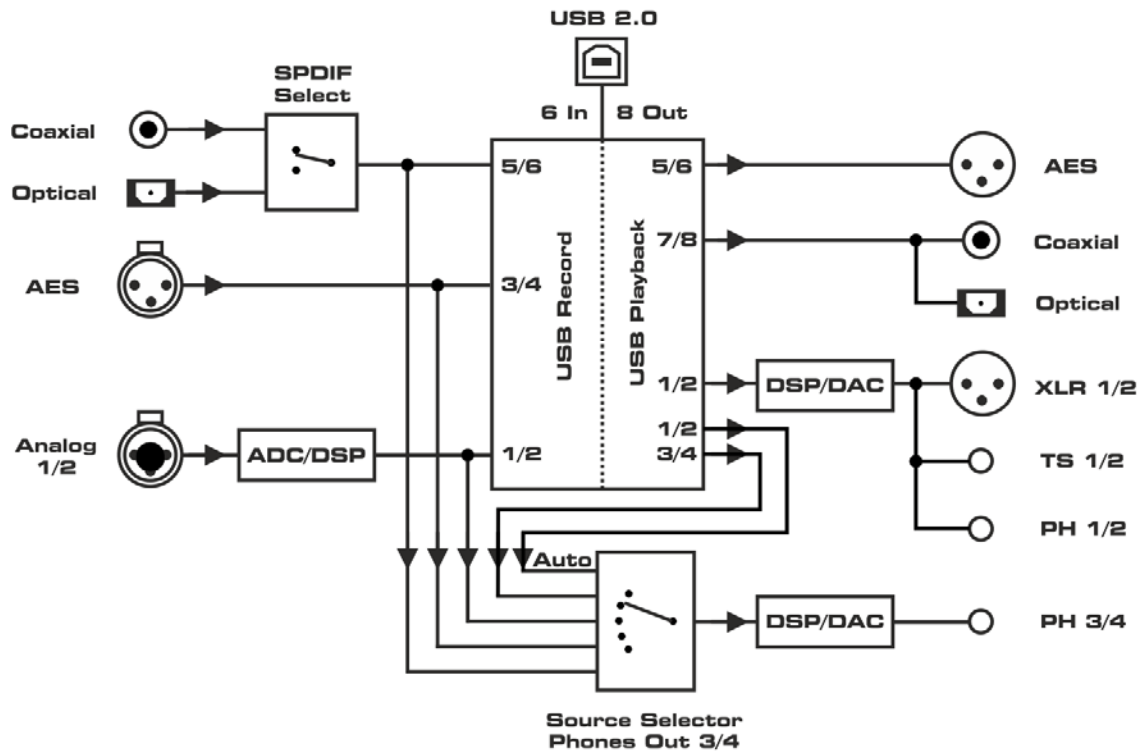 USB 2.0
SPDIF
Select
6 In
8 Out
Coaxial
Optical
AES
Analog
1/2
ADC/DSP
5/6
3/4
1/2
USB Record
USB Playback
5/6
7/8
1/2
1/2
3/4
DSP/DAC
AES
Coaxial
Optical
XLR 1/2
TS 1/2
PH 1/2
Auto
DSP/DAC
PH 3/4
Source Selector
Phones Out 3/4